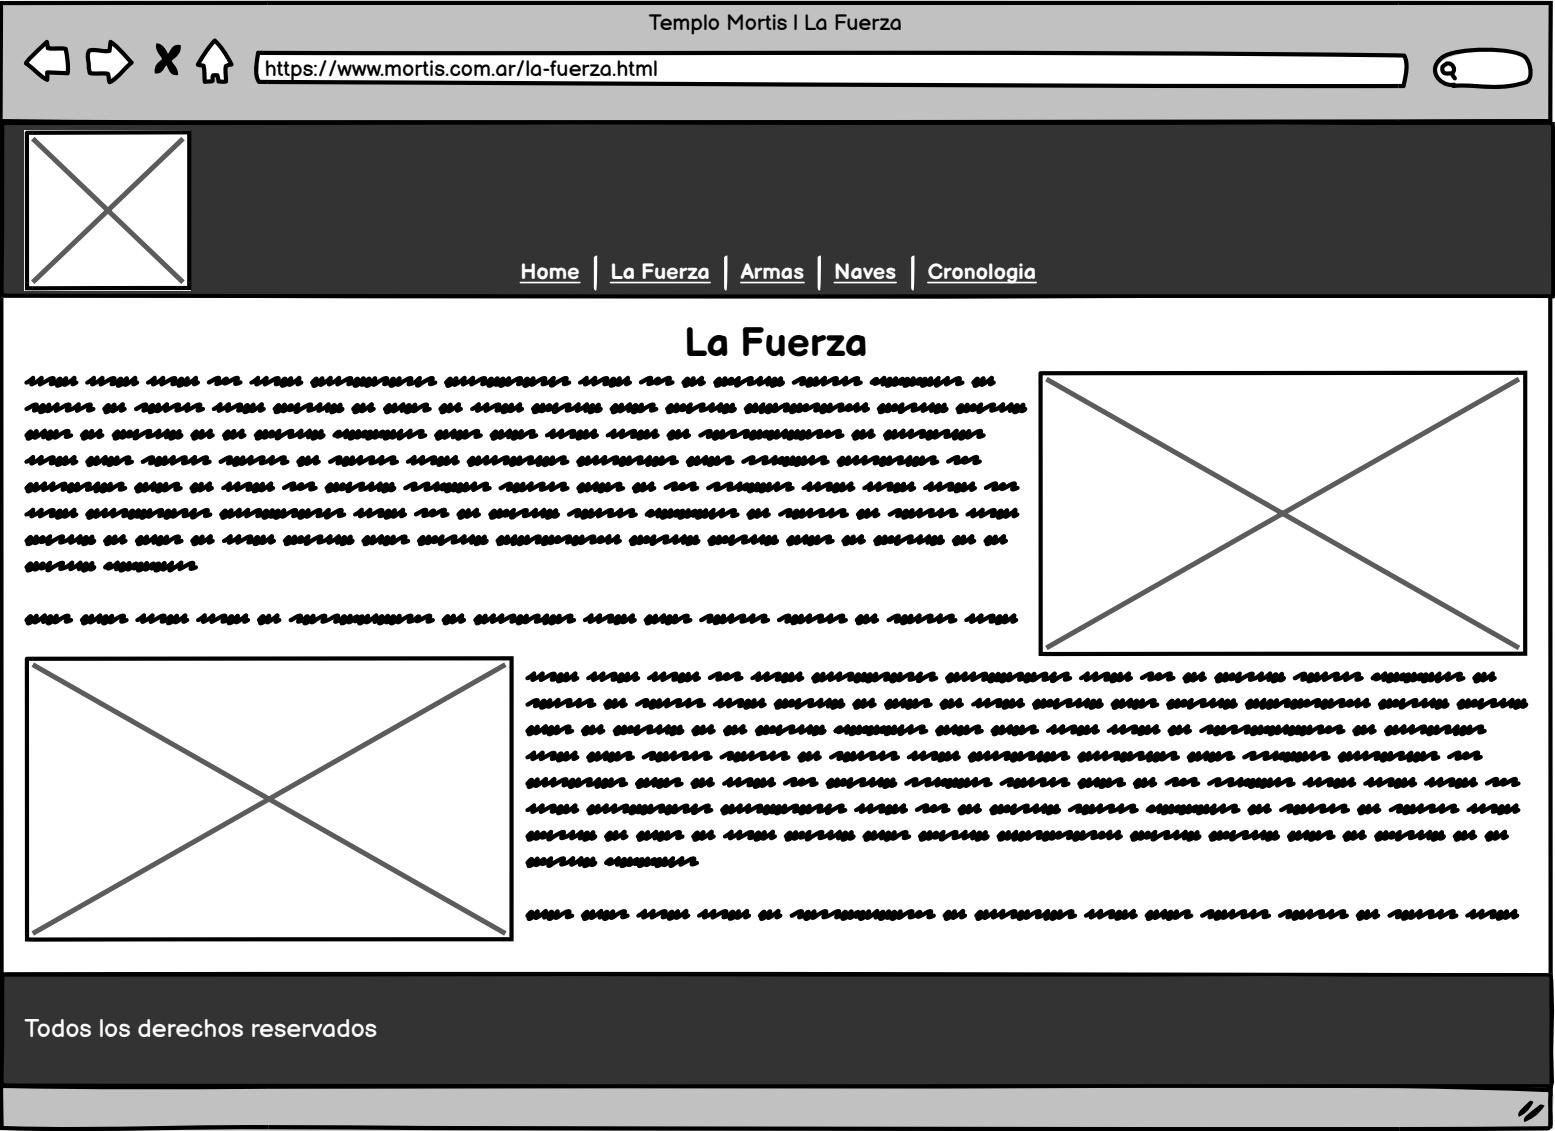 Templo Mortis | La Fuerza
https://www.mortis.com.ar/la-fuerza.html
Home | La Fuerza | Armas | Naves | Cronologia
La Fuerza
Todos los derechos reservados